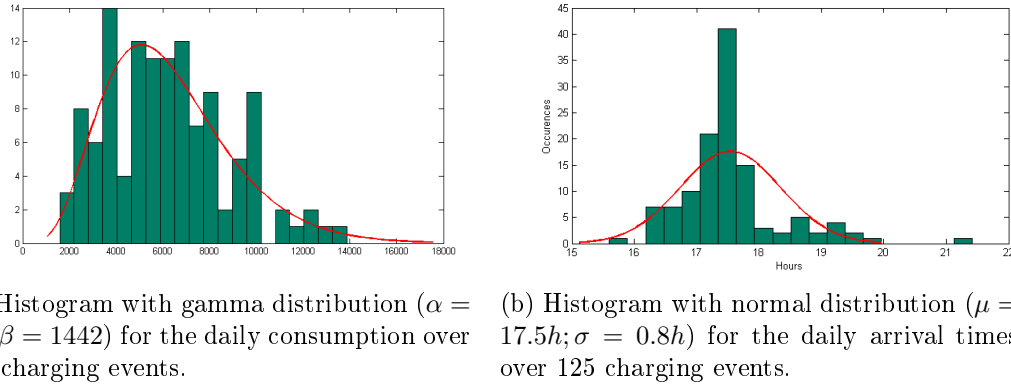 14
12
10
8
6
4
2
0
0 2000 4000 6000 8000 10000 12000 14000 16000 18000
Histogram with gamma distribution (α =
β = 1442) for the daily consumption over
charging events.
45
40
35
30
25
20
15
10
5
0
Occurences
15 16 17 18 19 20 21 22
Hours
(b) Histogram with normal distribution (μ =
17.5h; σ = 0.8h) for the daily arrival times
over 125 charging events.